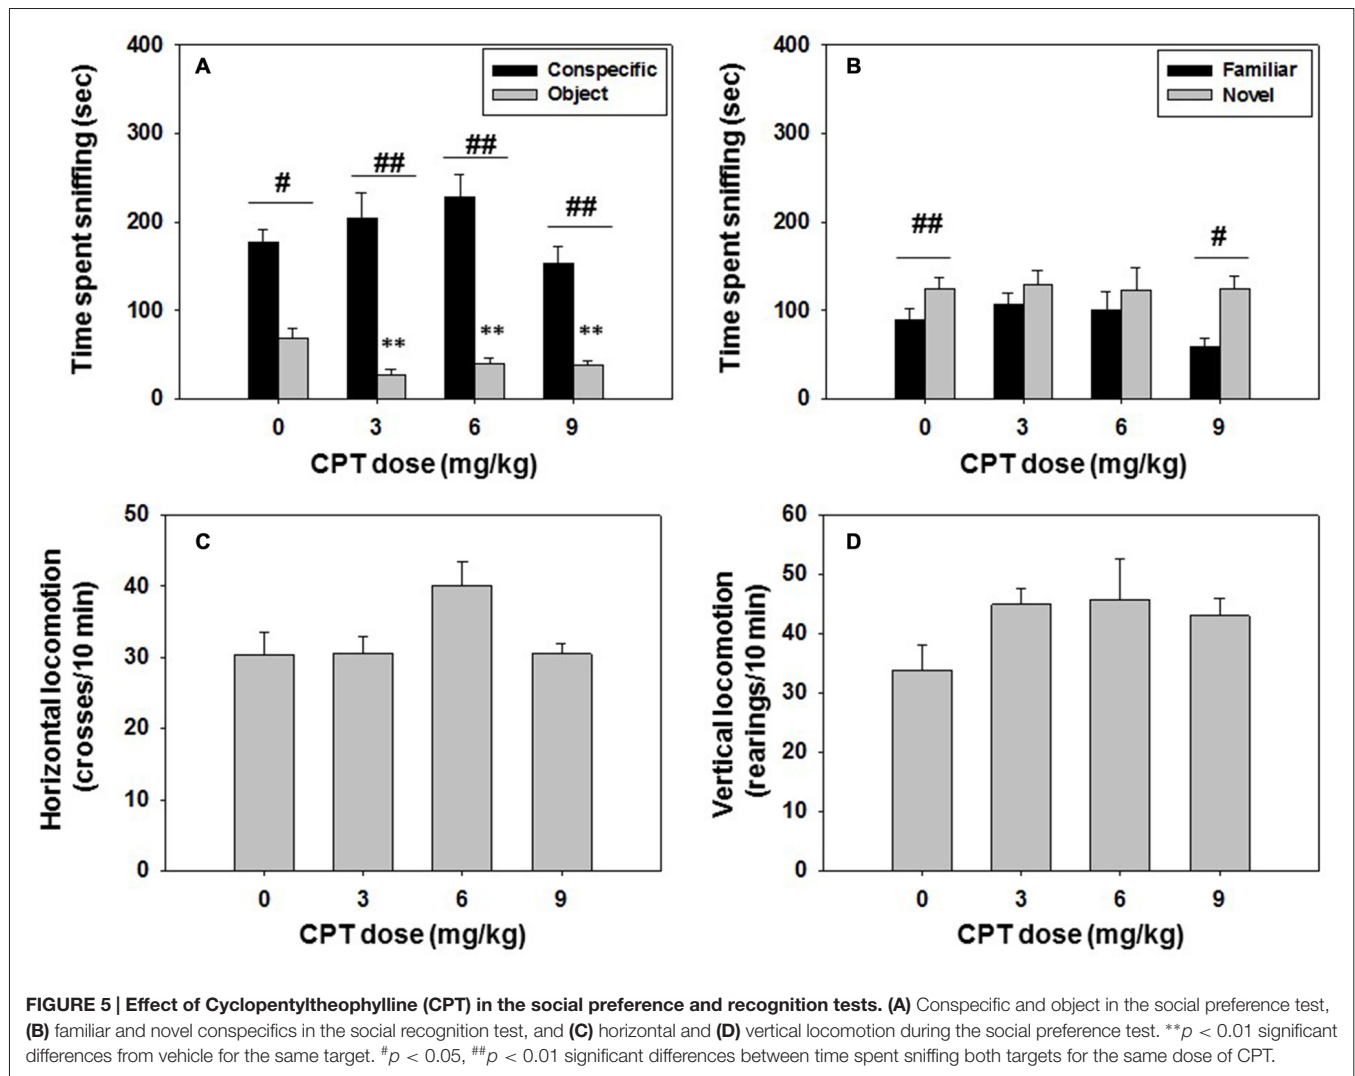 A
Conspecific
Object
Time spent sniffing (sec)
400
300
200
100
0
#
##
##
##
**
**
**
0 3 6 9
CPT dose (mg/kg)
B
Familiar
Novel
Time spent sniffing (sec)
400
300
200
100
0
##
#
0 3 6 9
CPT dose (mg/kg)
C
Horizontal locomotion
(crosses/10 min)
50
40
30
20
10
0
0 3 6 9
CPT dose (mg/kg)
D
Vertical locomotion
(rearings/10 min)
60
50
40
30
20
10
0
0 3 6 9
CPT dose (mg/kg)
FIGURE 5 | Effect of Cyclopentyltheophylline (CPT) in the social preference and recognition tests. (A) Conspecific and object in the social preference test,
(B) familiar and novel conspecifics in the social recognition test, and (C) horizontal and (D) vertical locomotion during the social preference test. **p < 0.01 significant
differences from vehicle for the same target. #p < 0.05, ##p < 0.01 significant differences between time spent sniffing both targets for the same dose of CPT.